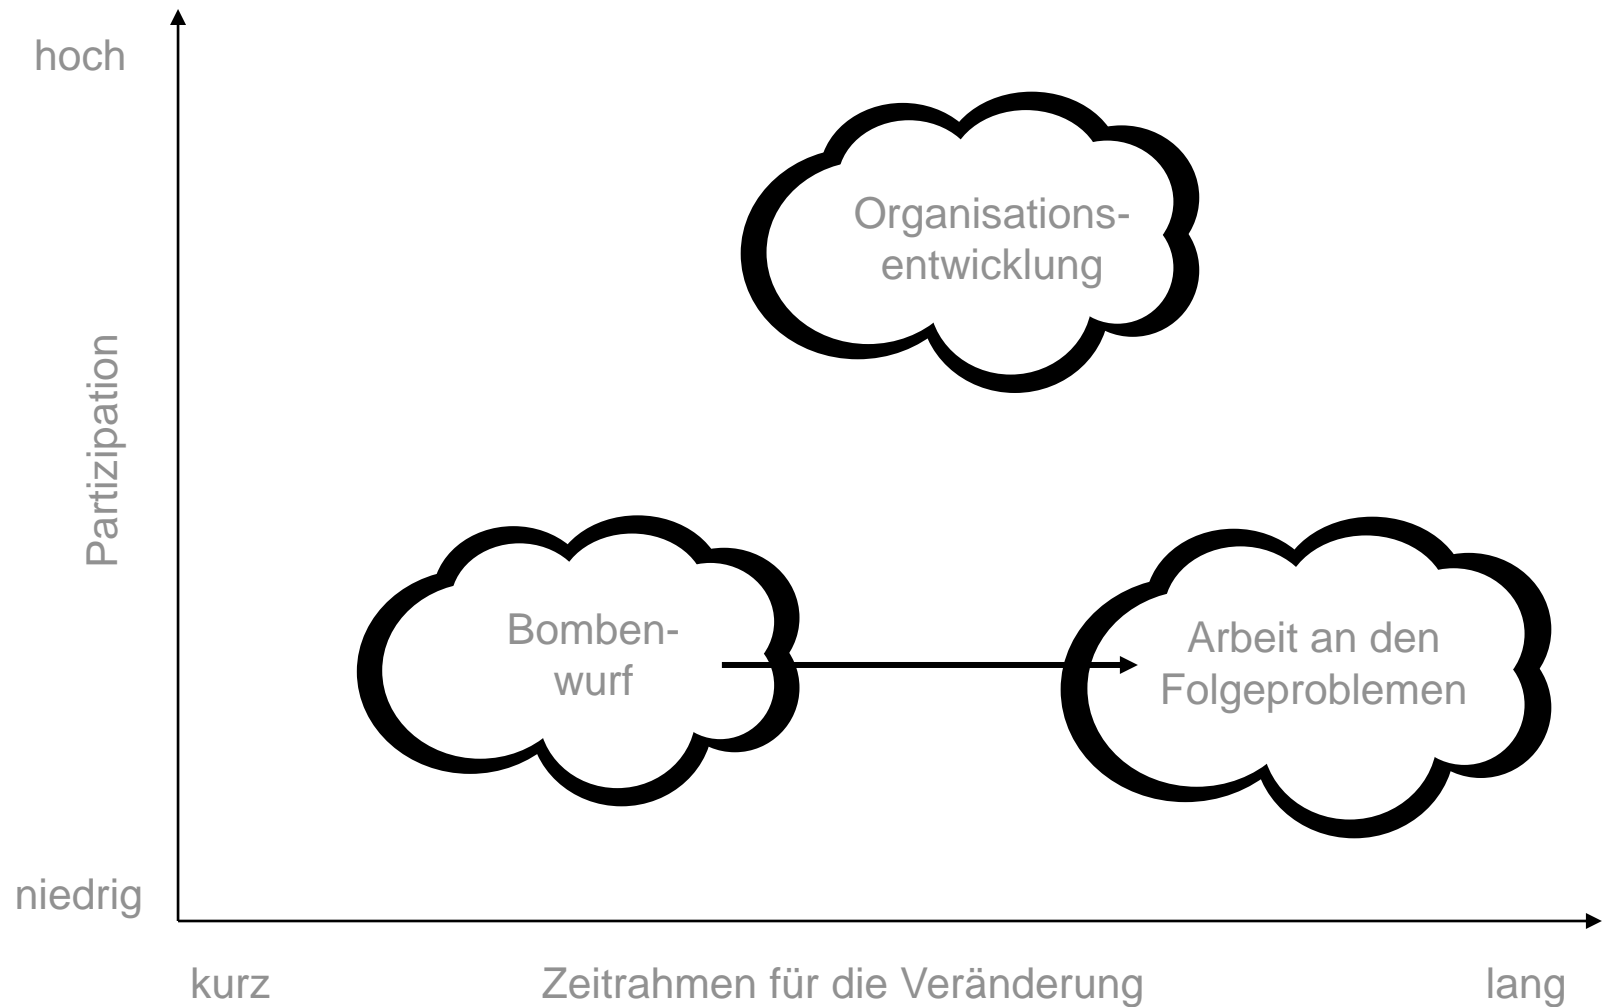 hoch
Organisations-
entwicklung
Partizipation
Bomben-
wurf
Arbeit an den
Folgeproblemen
niedrig
kurz
Zeitrahmen für die Veränderung
lang